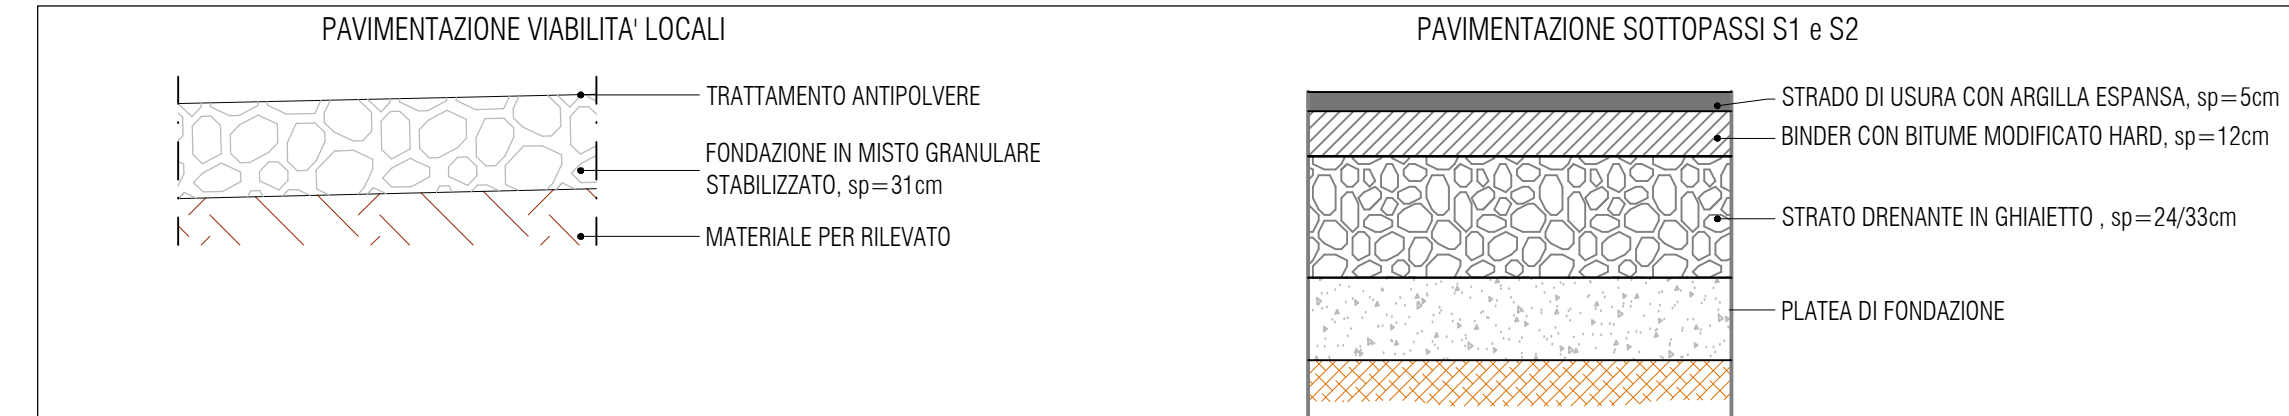 PAVIMENTAZIONE VIABILITA' LOCALI
TRATTAMENTO ANTIPOLVERE
FONDAZIONE IN MISTO GRANULARE
STABILIZZATO, sp=31cm
MATERIALE PER RILEVATO
PAVIMENTAZIONE SOTTOPASSI S1 e S2
STRADO DI USURA CON ARGILLA ESPANSA, sp=5cm
BINDER CON BITUME MODIFICATO HARD, sp=12cm
STRATO DRENANTE IN GHIAIETTO , sp=24/33cm
PLATEA DI FONDAZIONE